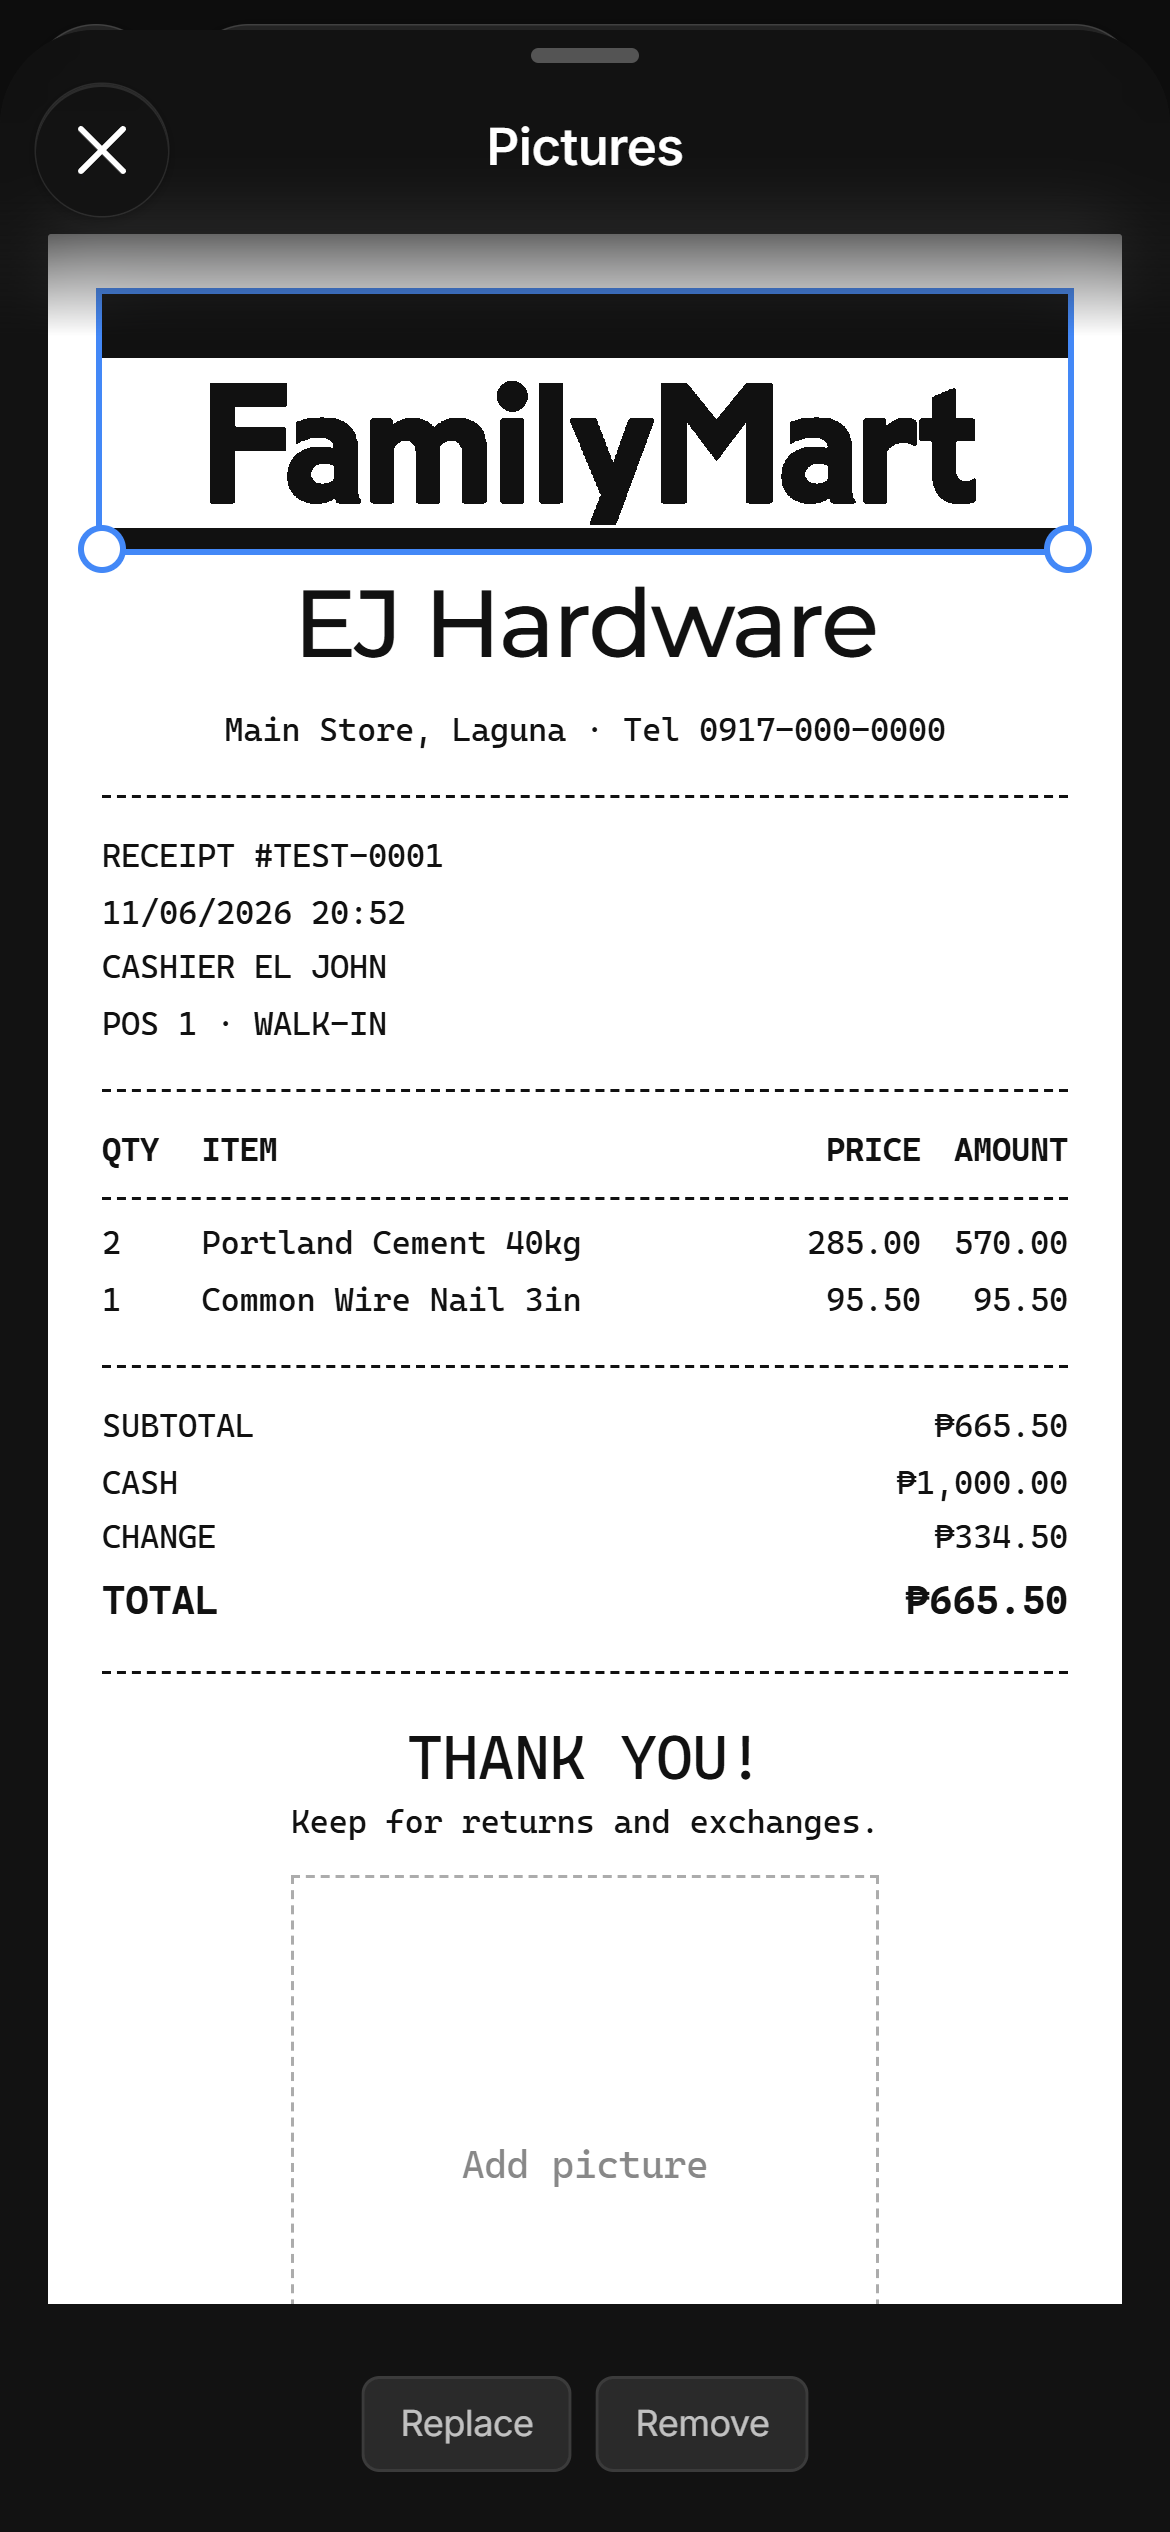 Pictures
FamilyMart
EJ Hardware
Main Store, Laguna · Tel 0917-000-0000
RECEIPT #TEST-0001
11/06/2026 20:52
CASHIER EL JOHN
POS 1 · WALK-IN
QTY ITEM PRICE AMOUNT
2 Portland Cement 40kg 285.00 570.00
1 Common Wire Nail 3in 95.50 95.50
SUBTOTAL ₱665.50
CASH ₱1,000.00
CHANGE ₱334.50
TOTAL ₱665.50
THANK YOU!
Keep for returns and exchanges.
Add picture
Replace Remove